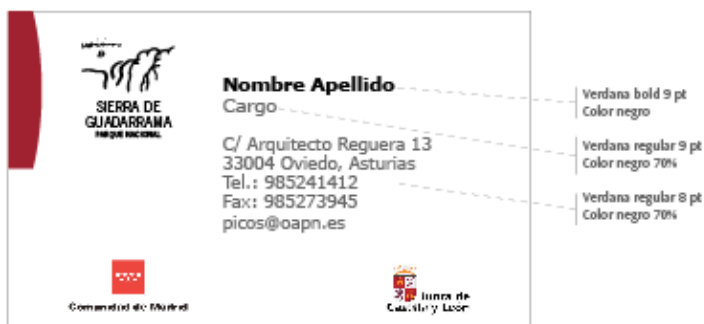 SIERRA DE
GUADARRAMA
PARQUE NACIONAL
Nombre Apellido
Cargo
C/ Arquitecto Reguera 13
33004 Oviedo, Asturias
Tel.: 985241412
Fax: 985273945
picos@oapn.es
Comunidad de Madrid
Junta de
Castilla y León
Verdana bold 9 pt
Color negro
Verdana regular 9 pt
Color negro 70%
Verdana regular 8 pt
Color negro 70%